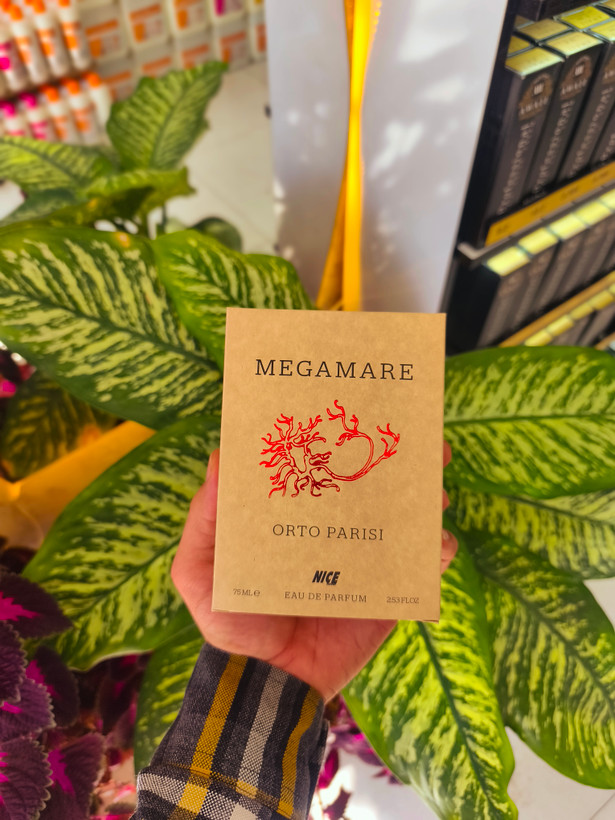 MEGAMARE
ORTO PARISI
NICE
75 ML ℮ EAU DE PARFUM 2.53 FL.OZ